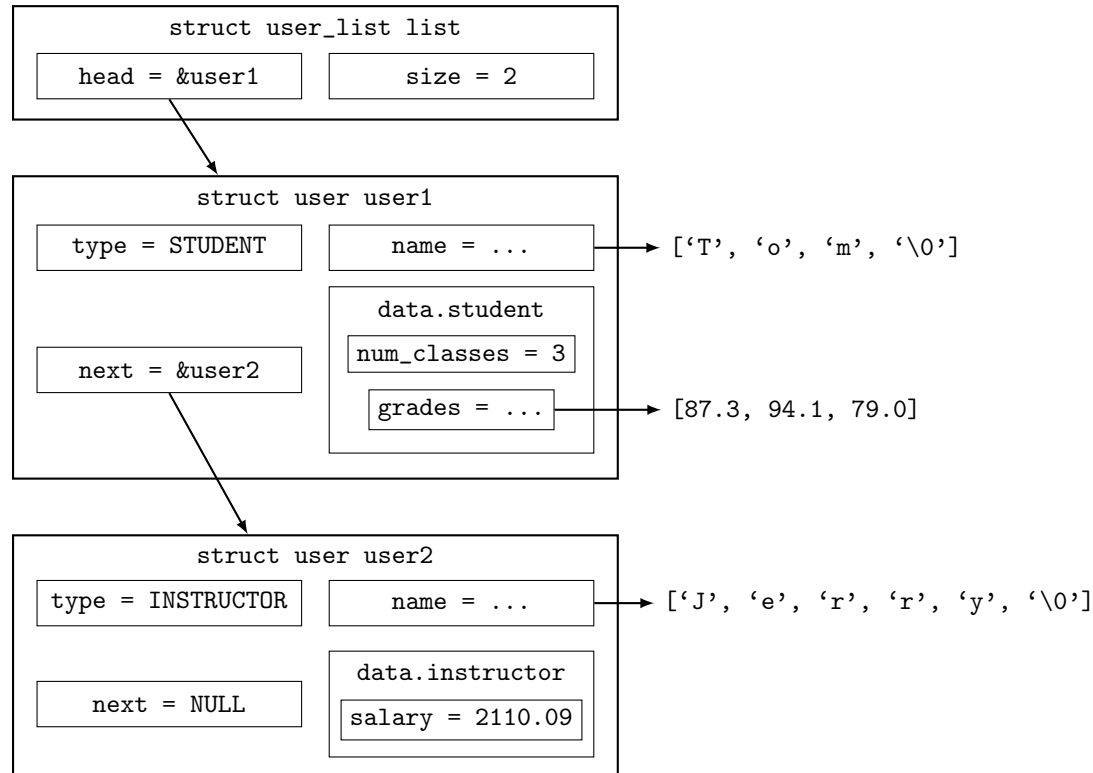 struct user_list list
head = &user1
size = 2
struct user user1
type = STUDENT
name = ...
[‘T’, ‘o’, ‘m’, ‘\0’]
data.student
num_classes = 3
next = &user2
grades = ...
[87.3, 94.1, 79.0]
struct user user2
type = INSTRUCTOR
name = ...
[‘J’, ‘e’, ‘r’, ‘r’, ‘y’, ‘\0’]
data.instructor
next = NULL
salary = 2110.09